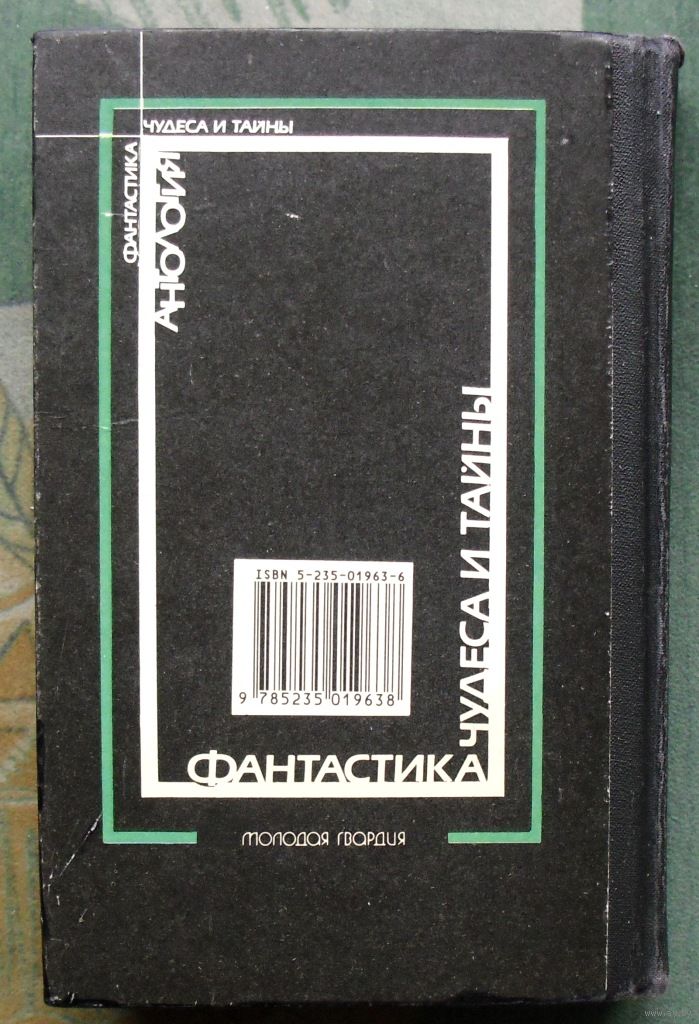 ЧУДЕСА И ТАЙНЫ
ФАНТАСТИКА
АНТОЛОГИЯ
ЧУДЕСА И ТАЙНЫ
ISBN 5-235-01963-6
9 785235 019638
ФАНТАСТИКА
МОЛОДАЯ ГВАРДИЯ